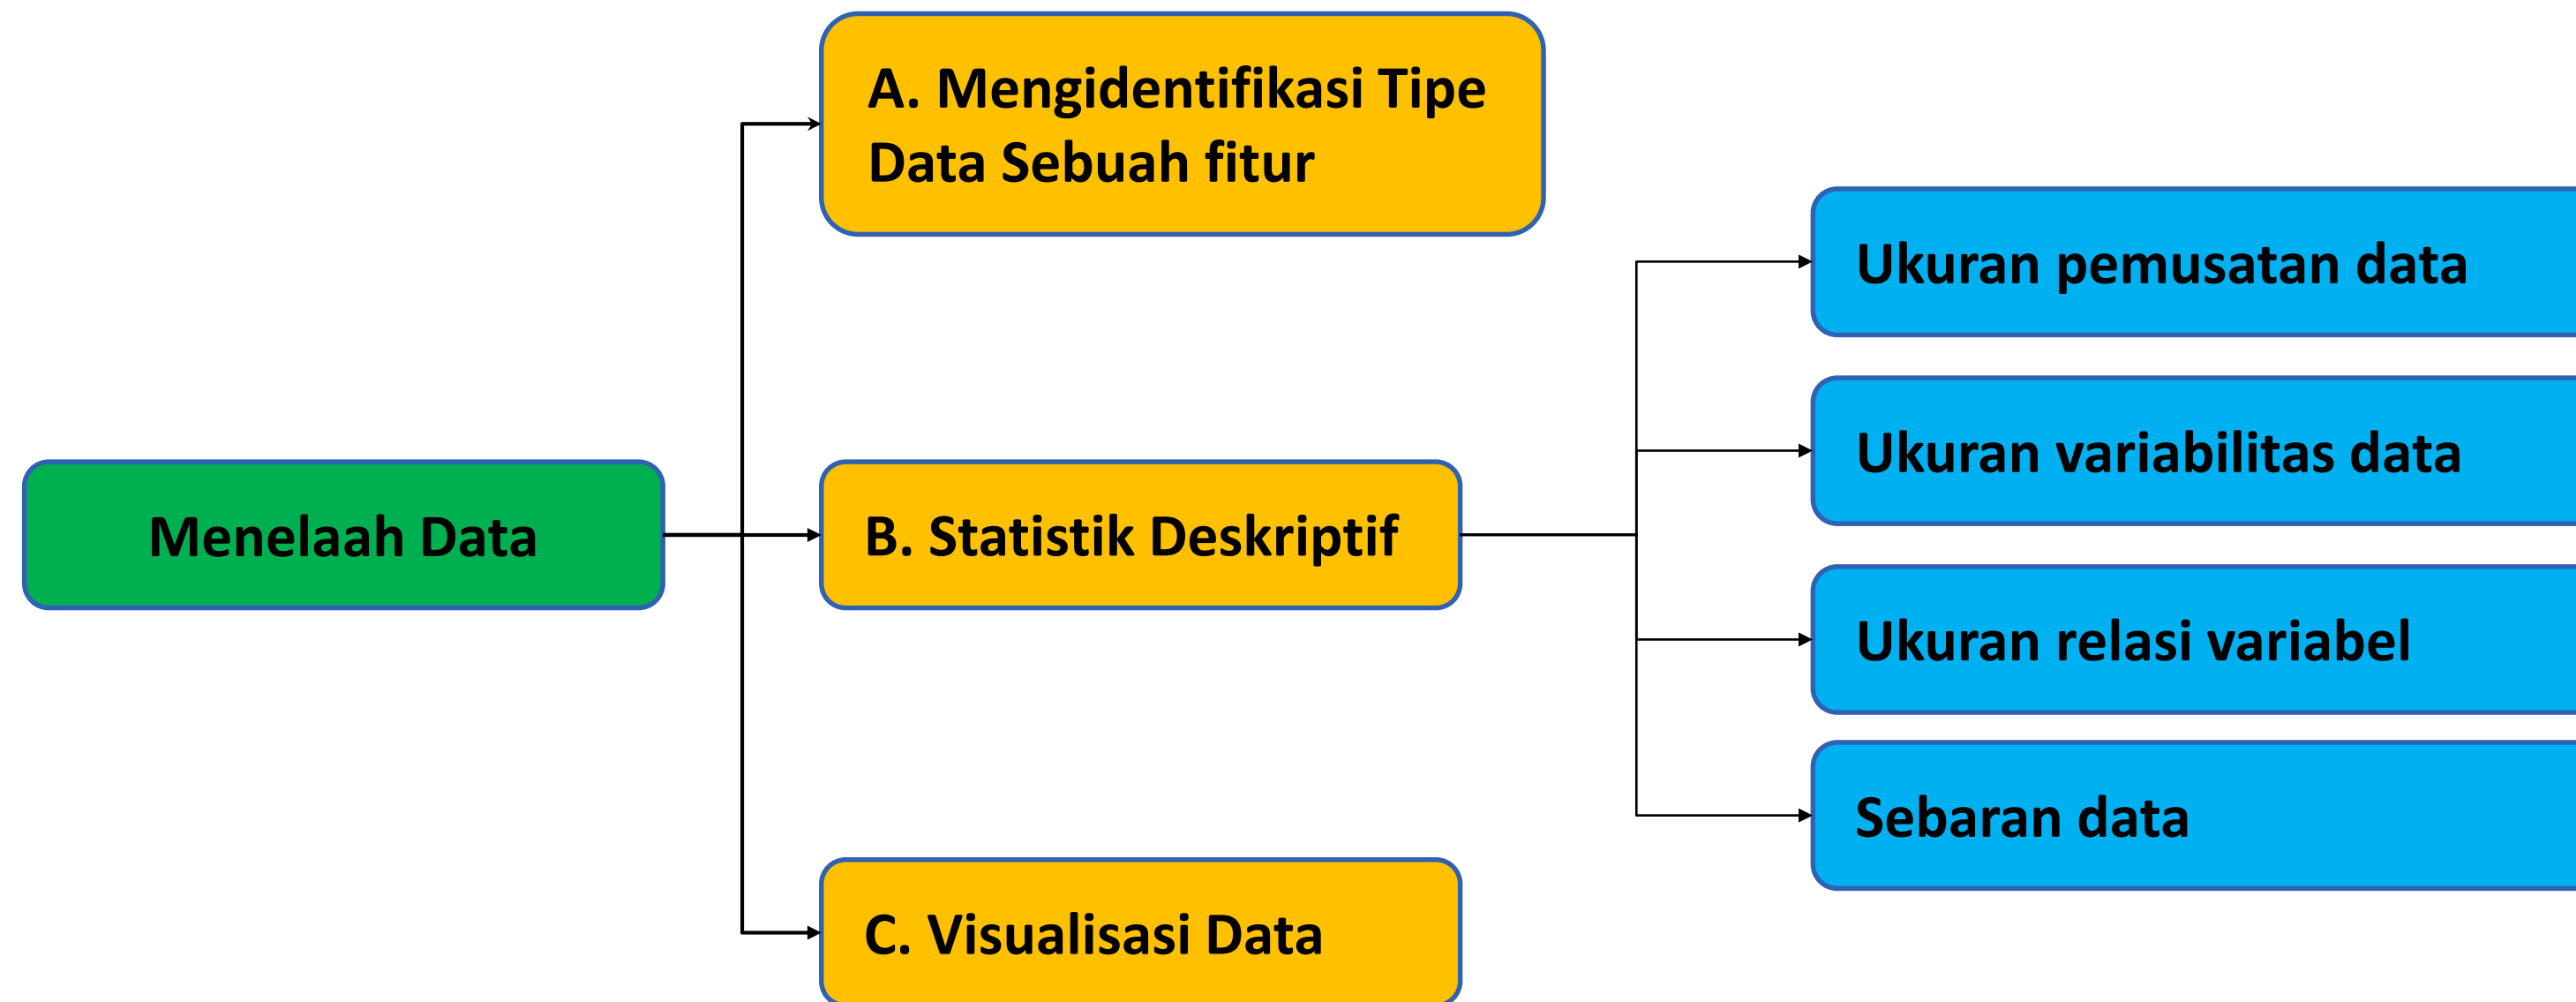 A. Mengidentifikasi Tipe
Data Sebuah fitur
Ukuran pemusatan data
Ukuran variabilitas data
Menelaah Data
B. Statistik Deskriptif
Ukuran relasi variabel
Sebaran data
C. Visualisasi Data